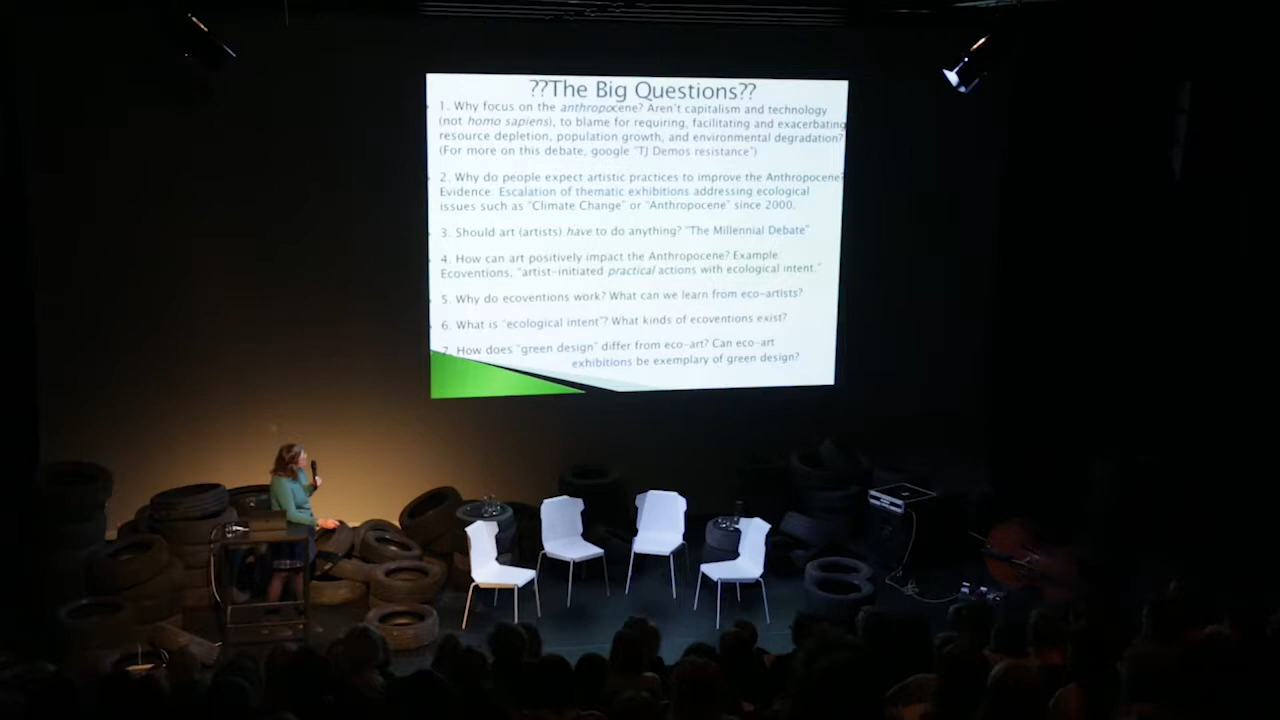 ??The Big Questions??
1. Why focus on the anthropocene? Aren't capitalism and technology
(not homo sapiens), to blame for requiring, facilitating and exacerbating
resource depletion, population growth, and environmental degradation?
(For more on this debate, google "TJ Demos resistance")
2. Why do people expect artistic practices to improve the Anthropocene?
Evidence: Escalation of thematic exhibitions addressing ecological
issues such as "Climate Change" or "Anthropocene" since 2000.
3. Should art (artists) have to do anything? "The Millennial Debate"
4. How can art positively impact the Anthropocene? Example:
Ecoventions, "artist-initiated practical actions with ecological intent."
5. Why do ecoventions work? What can we learn from eco-artists?
6. What is "ecological intent"? What kinds of ecoventions exist?
7. How does "green design" differ from eco-art? Can eco-art
exhibitions be exemplary of green design?